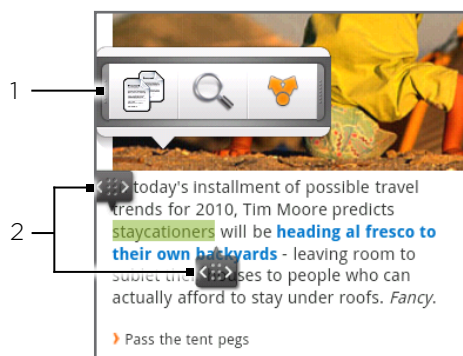 1
2
today's installment of possible travel
trends for 2010, Tim Moore predicts
staycationers will be heading al fresco to
their own backyards - leaving room to
sublet their houses to people who can
actually afford to stay under roofs. Fancy.
Pass the tent pegs